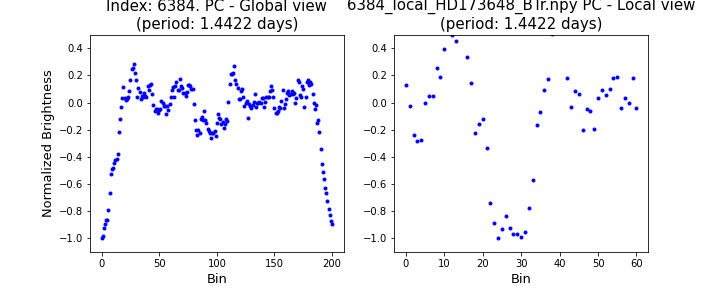 Index: 6384. PC - Global view
(period: 1.4422 days)
6384_local_HD173648_BTr.npy PC - Local view
(period: 1.4422 days)
Normalized Brightness
0.4
0.2
0.0
−0.2
−0.4
−0.6
−0.8
−1.0
0 50 100 150 200
Bin
0.4
0.2
0.0
−0.2
−0.4
−0.6
−0.8
−1.0
0 10 20 30 40 50 60
Bin